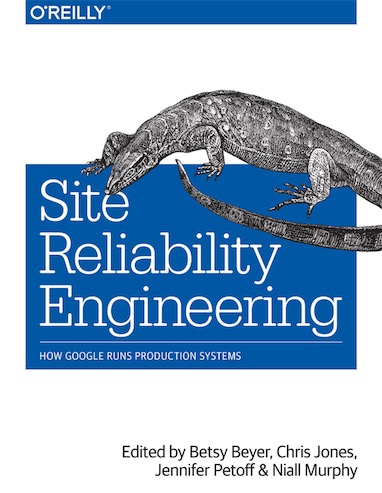 O'REILLY®
Site
Reliability
Engineering
HOW GOOGLE RUNS PRODUCTION SYSTEMS
Edited by Betsy Beyer, Chris Jones,
Jennifer Petoff & Niall Murphy